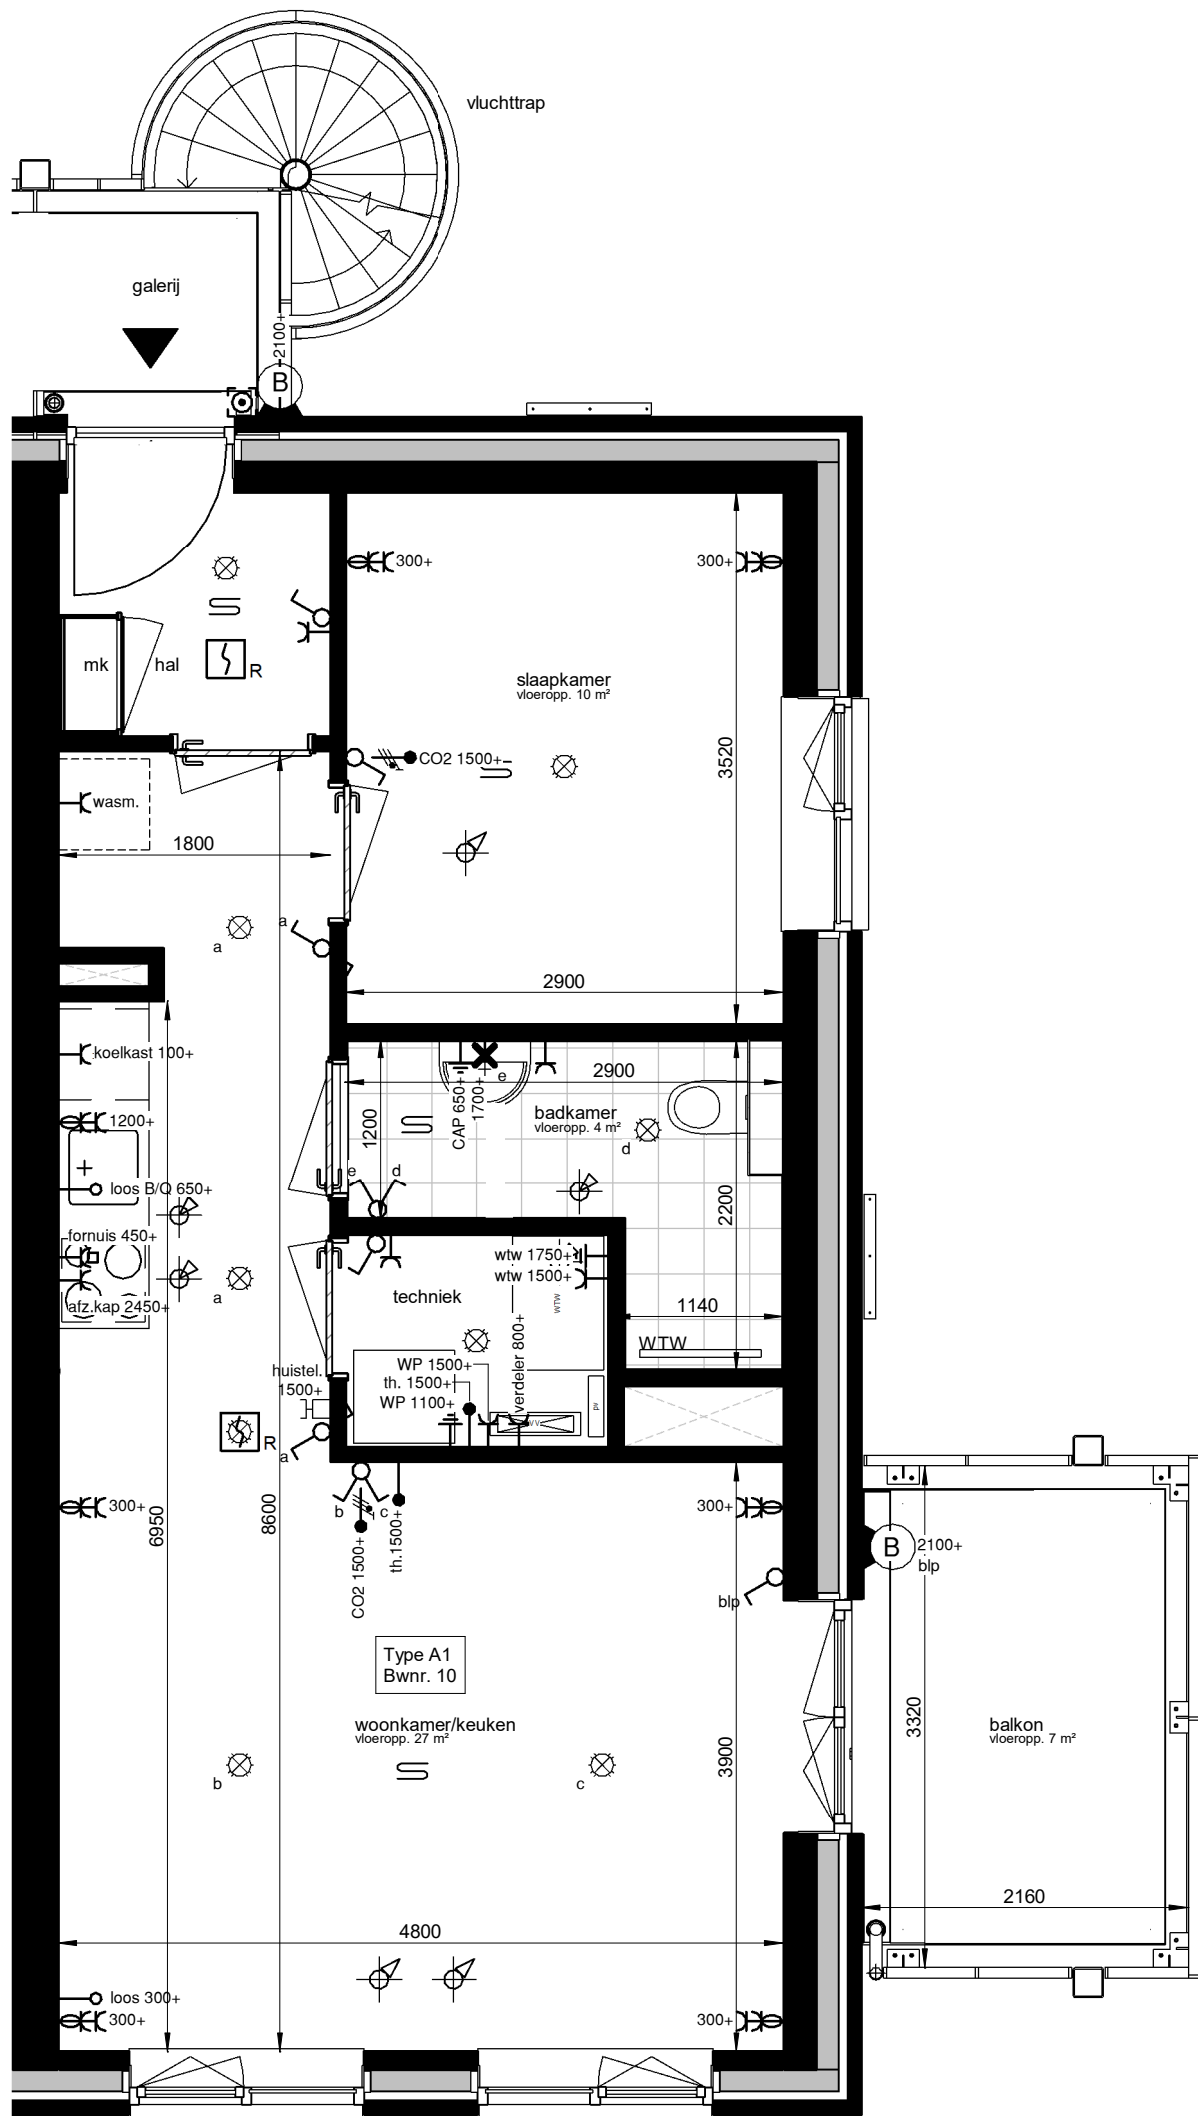 vluchttrap
galerij
2100+
B
300+
300+
mk
hal
R
slaapkamer
vloeropp. 10 m²
CO2 1500+
3520
wasm.
1800
a
a
2900
koelkast 100+
1200+
2900
e
CAP 650+
1700+
1200
badkamer
vloeropp. 4 m²
d
e
d
loos B/Q 650+
2200
fornuis 450+
wtw 1750+
wtw 1500+
WTW
a
afz.kap 2450+
techniek
1140
WTW
verdeler 800+
huistel.
1500+
WP 1500+
th. 1500+
WP 1100+
pv
R
a
300+
6950
8600
b
c
CO2 1500+
th.1500+
300+
blp
B
2100+
blp
Type A1
Bwnr. 10
woonkamer/keuken
vloeropp. 27 m²
b
c
3900
3320
balkon
vloeropp. 7 m²
2160
4800
loos 300+
300+
300+